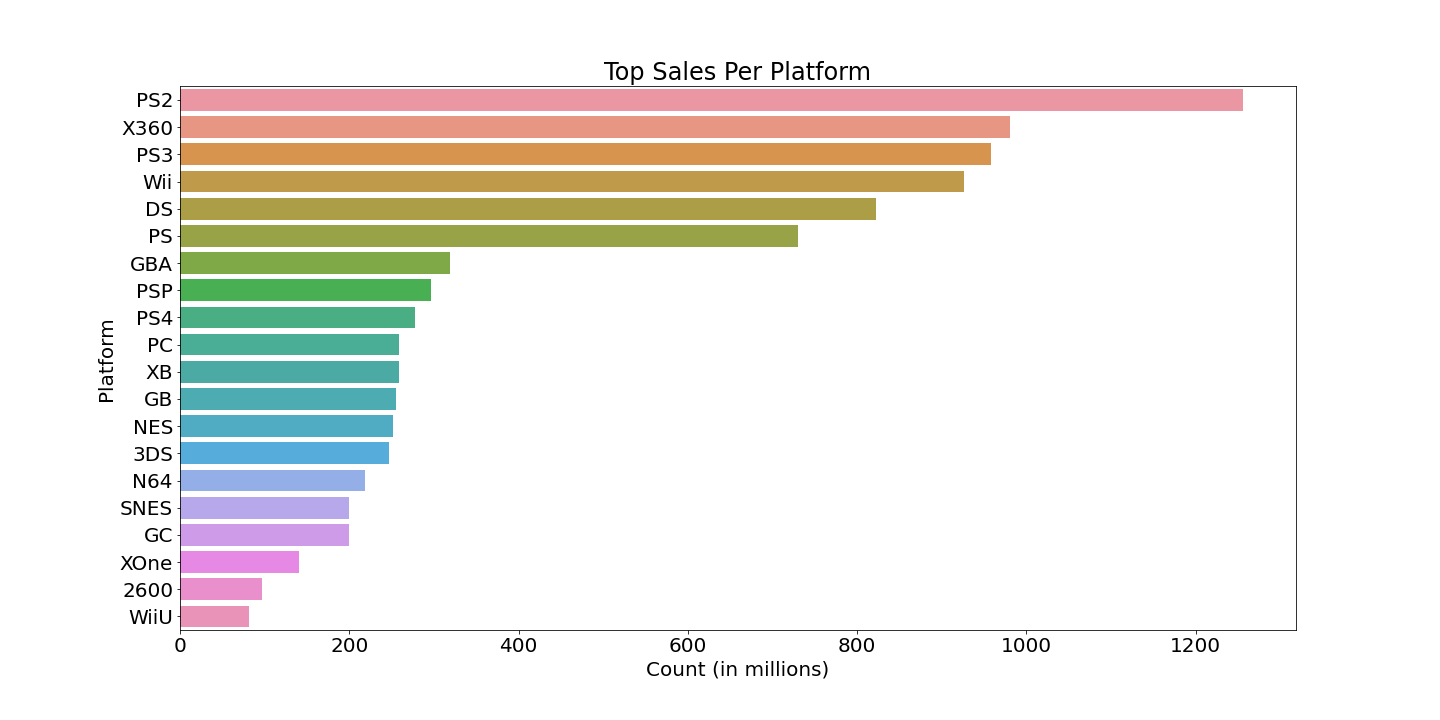 Top Sales Per Platform
PS2
X360
PS3
Wii
DS
PS
GBA
PSP
PS4
PC
XB
GB
NES
3DS
N64
SNES
GC
XOne
2600
WiiU
Platform
0 200 400 600 800 1000 1200
Count (in millions)